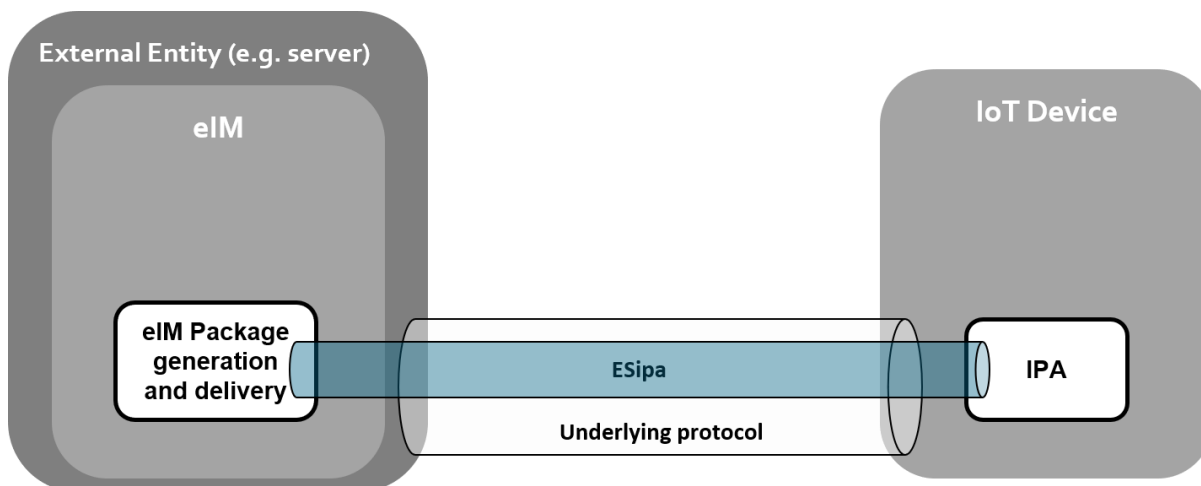 External Entity (e.g. server)
eIM
IoT Device
eIM Package
generation
and delivery
ESipa
IPA
Underlying protocol